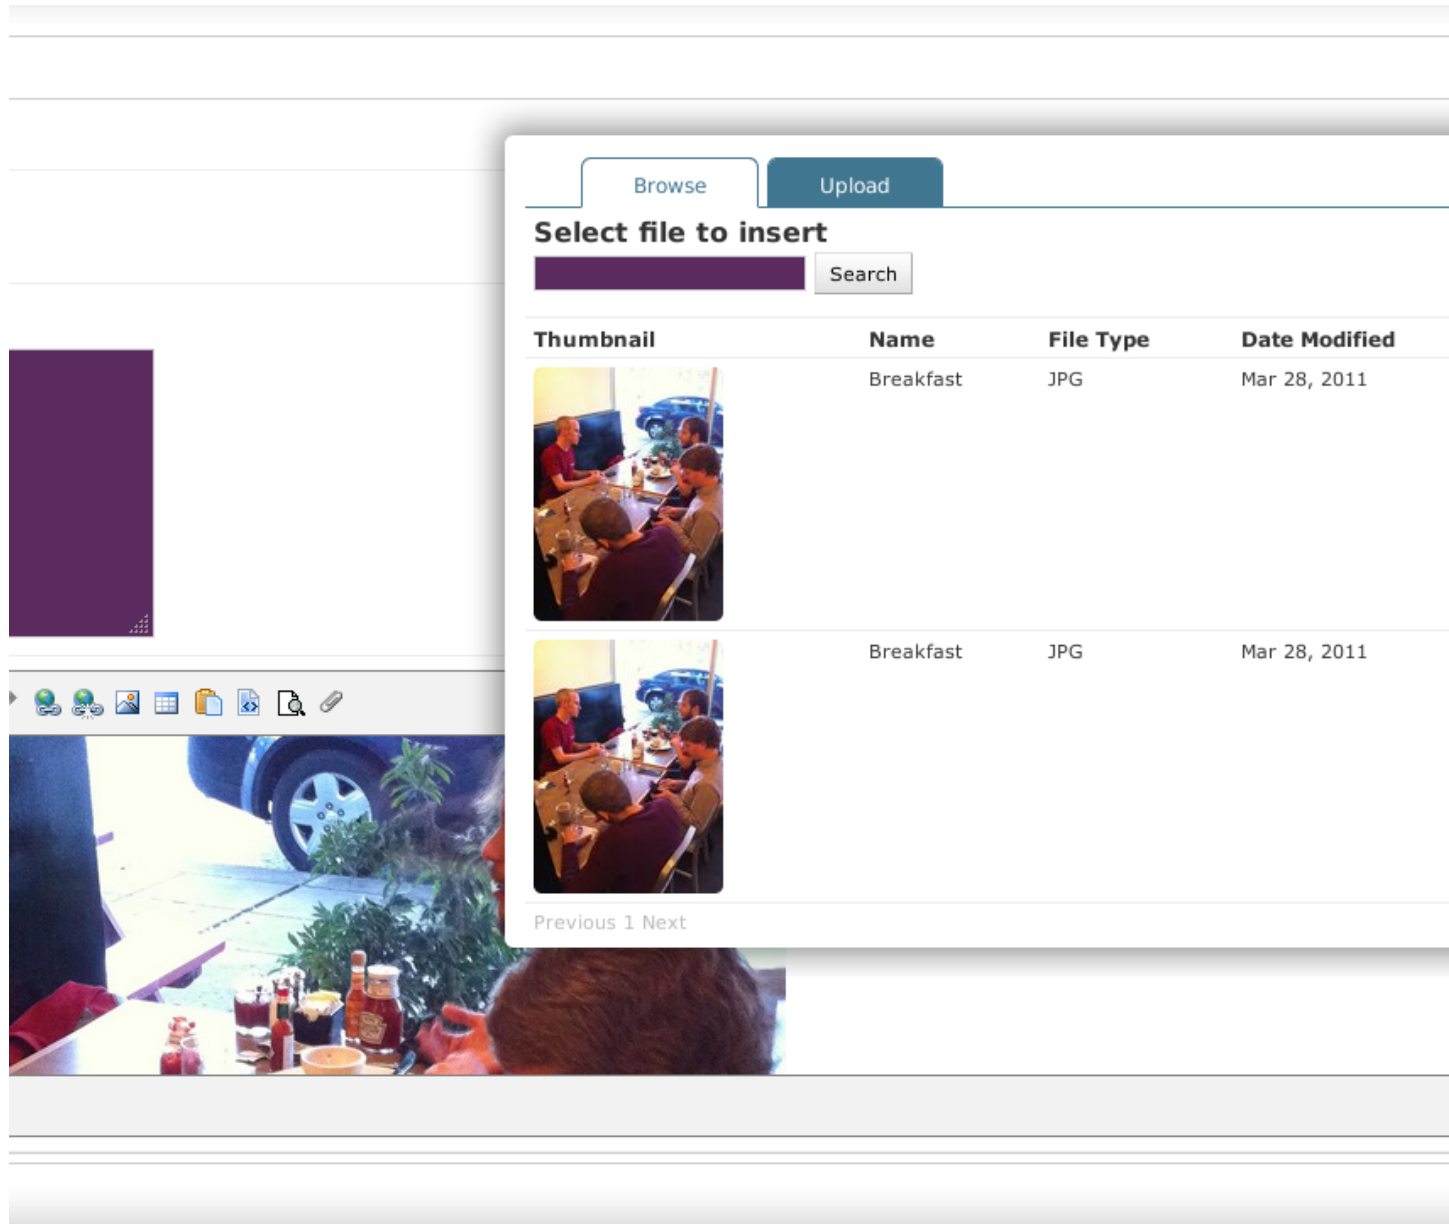 Browse Upload
Select file to insert
Search
Thumbnail Name File Type Date Modified
Breakfast JPG Mar 28, 2011
Breakfast JPG Mar 28, 2011
Previous 1 Next